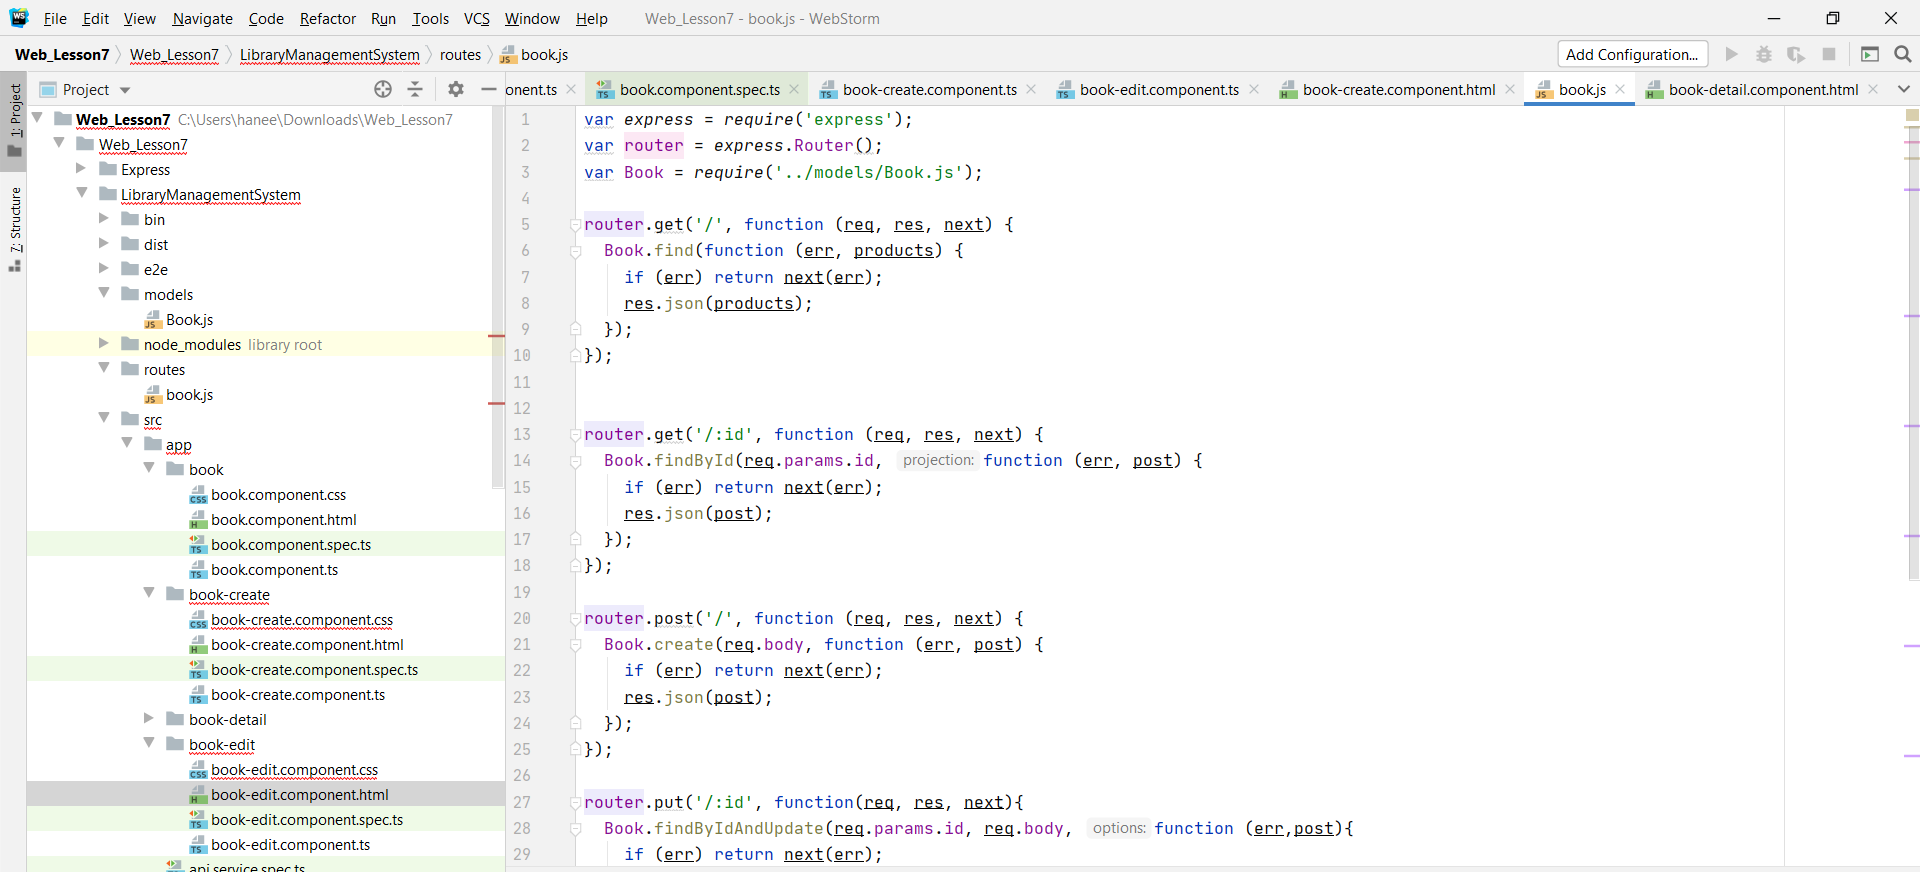 WS File Edit View Navigate Code Refactor Run Tools VCS Window Help Web_Lesson7 - book.js - WebStorm
Web_Lesson7 Web_Lesson7 LibraryManagementSystem routes book.js Add Configuration...
Project onent.ts book.component.spec.ts book-create.component.ts book-edit.component.ts book-create.component.html book.js book-detail.component.html
1: Project
7: Structure
Web_Lesson7 C:\Users\hanee\Downloads\Web_Lesson7
Web_Lesson7
Express
LibraryManagementSystem
bin
dist
e2e
models
Book.js
node_modules library root
routes
book.js
src
app
book
book.component.css
book.component.html
book.component.spec.ts
book.component.ts
book-create
book-create.component.css
book-create.component.html
book-create.component.spec.ts
book-create.component.ts
book-detail
book-edit
book-edit.component.css
book-edit.component.html
book-edit.component.spec.ts
book-edit.component.ts
api.service.spec.ts
1 var express = require('express');
2 var router = express.Router();
3 var Book = require('../models/Book.js');
4
5 router.get('/', function (req, res, next) {
6 Book.find(function (err, products) {
7 if (err) return next(err);
8 res.json(products);
9 });
10 });
11
12
13 router.get('/:id', function (req, res, next) {
14 Book.findById(req.params.id, projection: function (err, post) {
15 if (err) return next(err);
16 res.json(post);
17 });
18 });
19
20 router.post('/', function (req, res, next) {
21 Book.create(req.body, function (err, post) {
22 if (err) return next(err);
23 res.json(post);
24 });
25 });
26
27 router.put('/:id', function(req, res, next){
28 Book.findByIdAndUpdate(req.params.id, req.body, options: function (err,post){
29 if (err) return next(err);